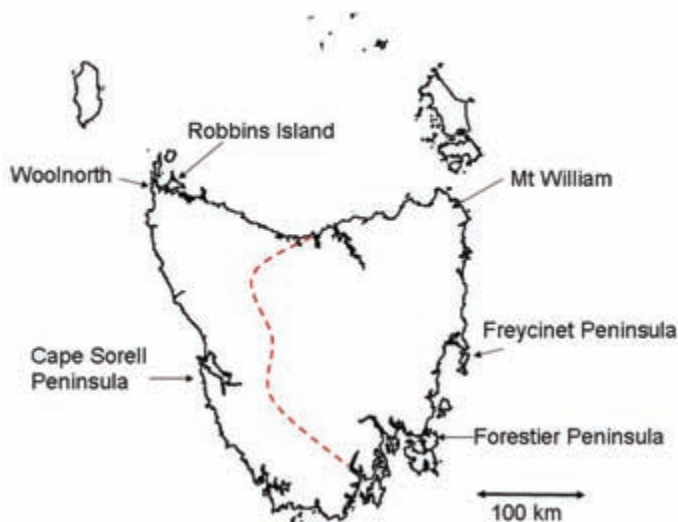 Robbins Island
Woolnorth
Mt William
Freycinet Peninsula
Cape Sorell
Peninsula
Forestier Peninsula
100 km